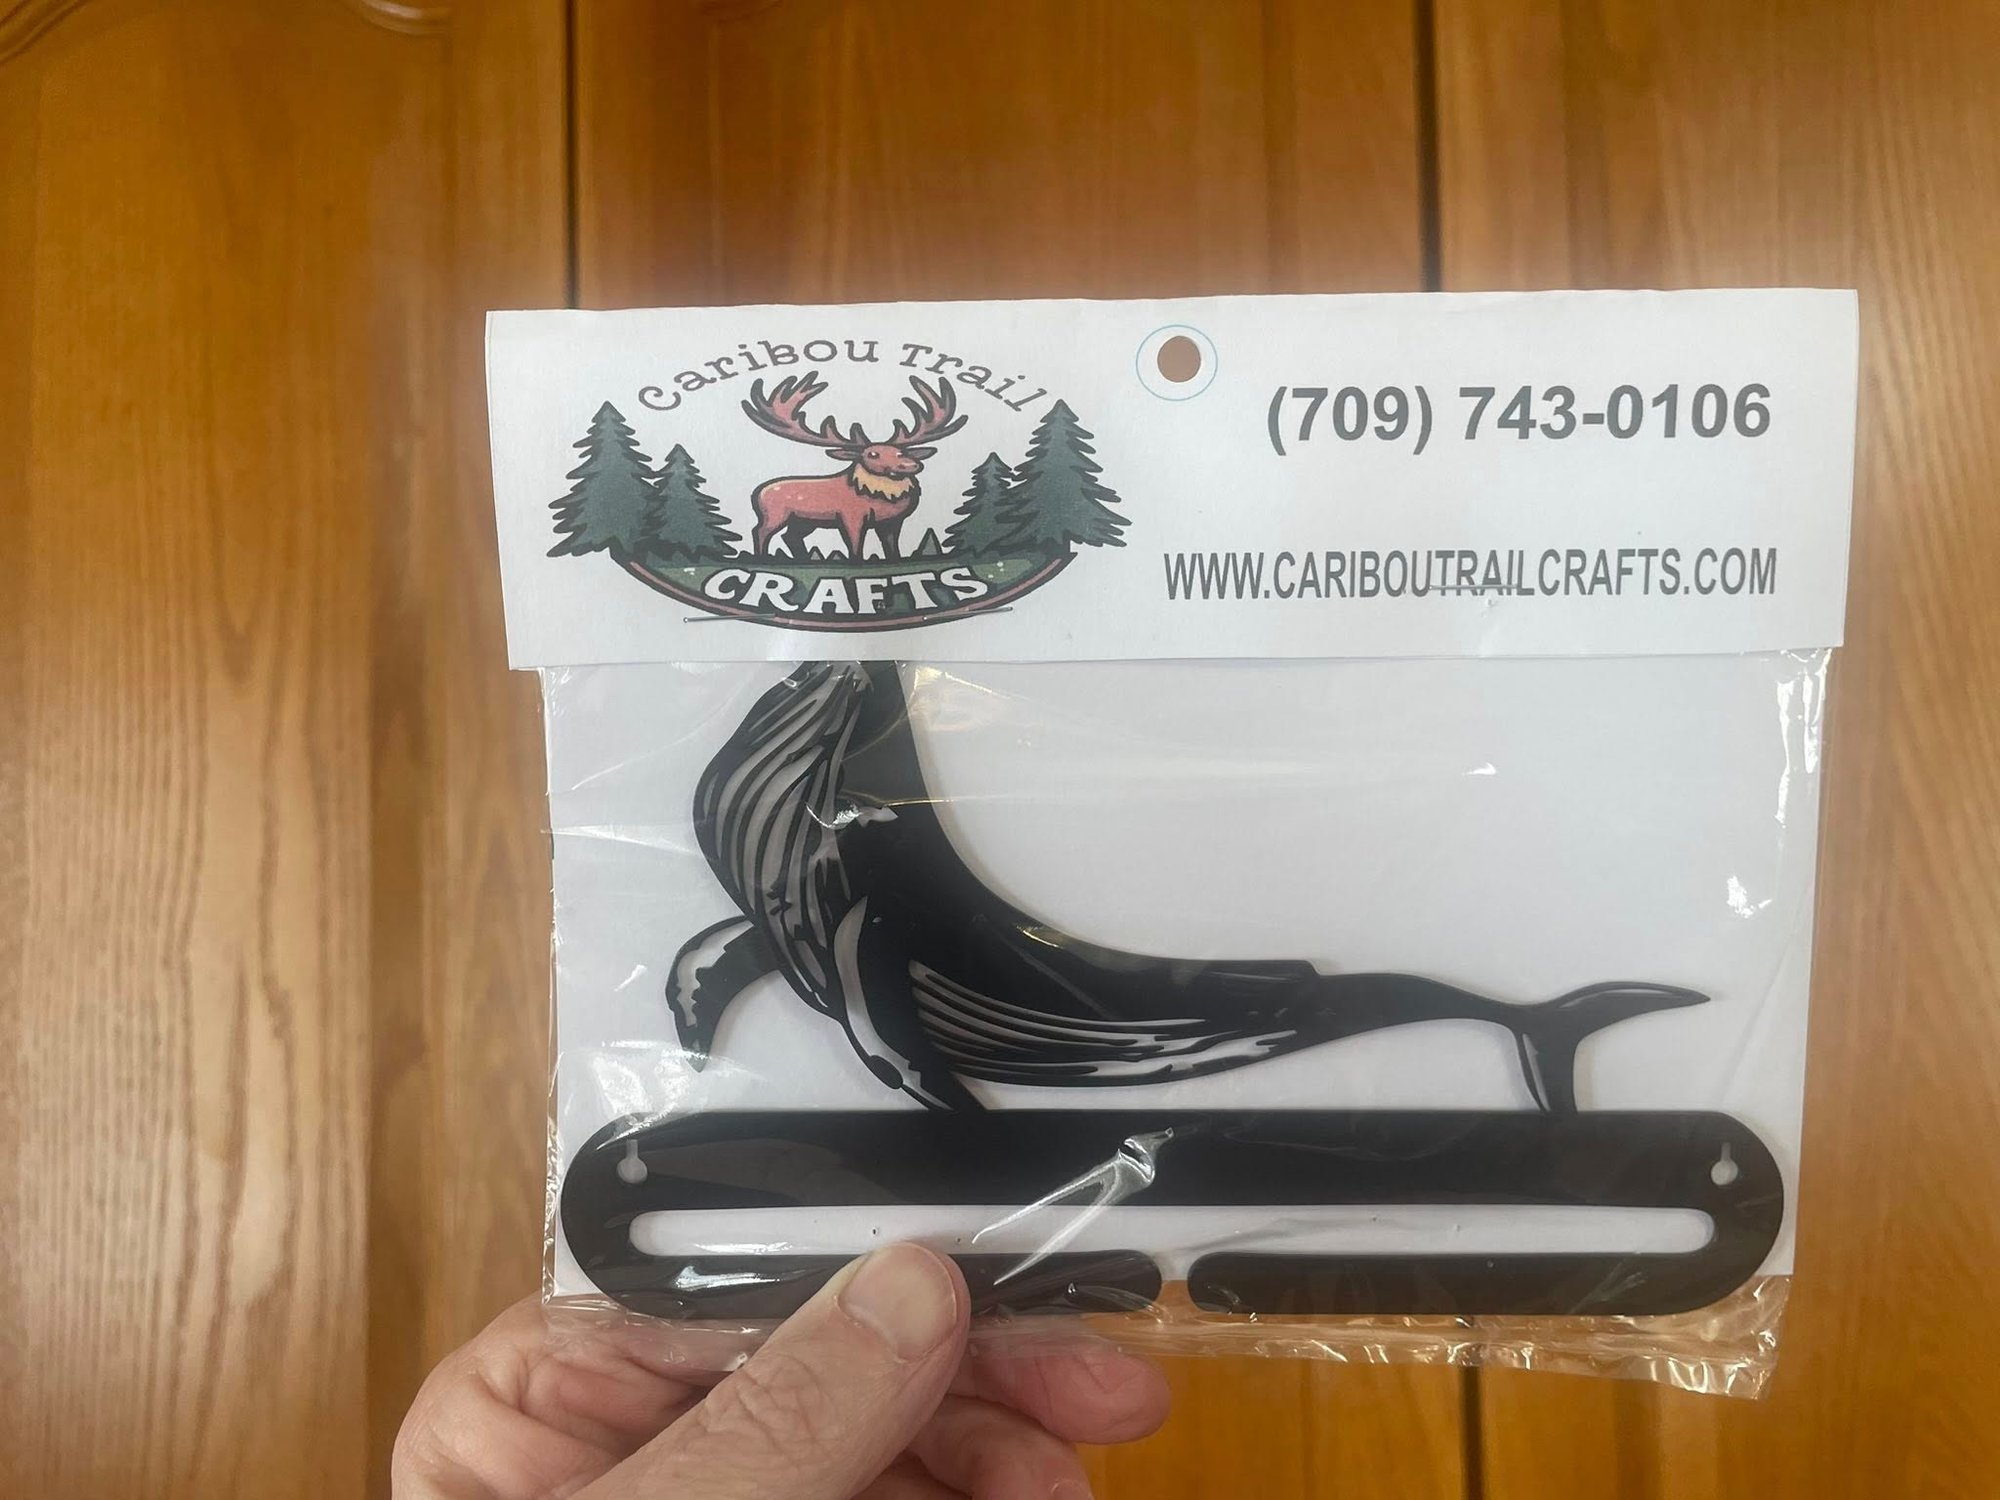 Caribou Trail
CRAFTS
(709) 743-0106
WWW.CARIBOUTRAILCRAFTS.COM